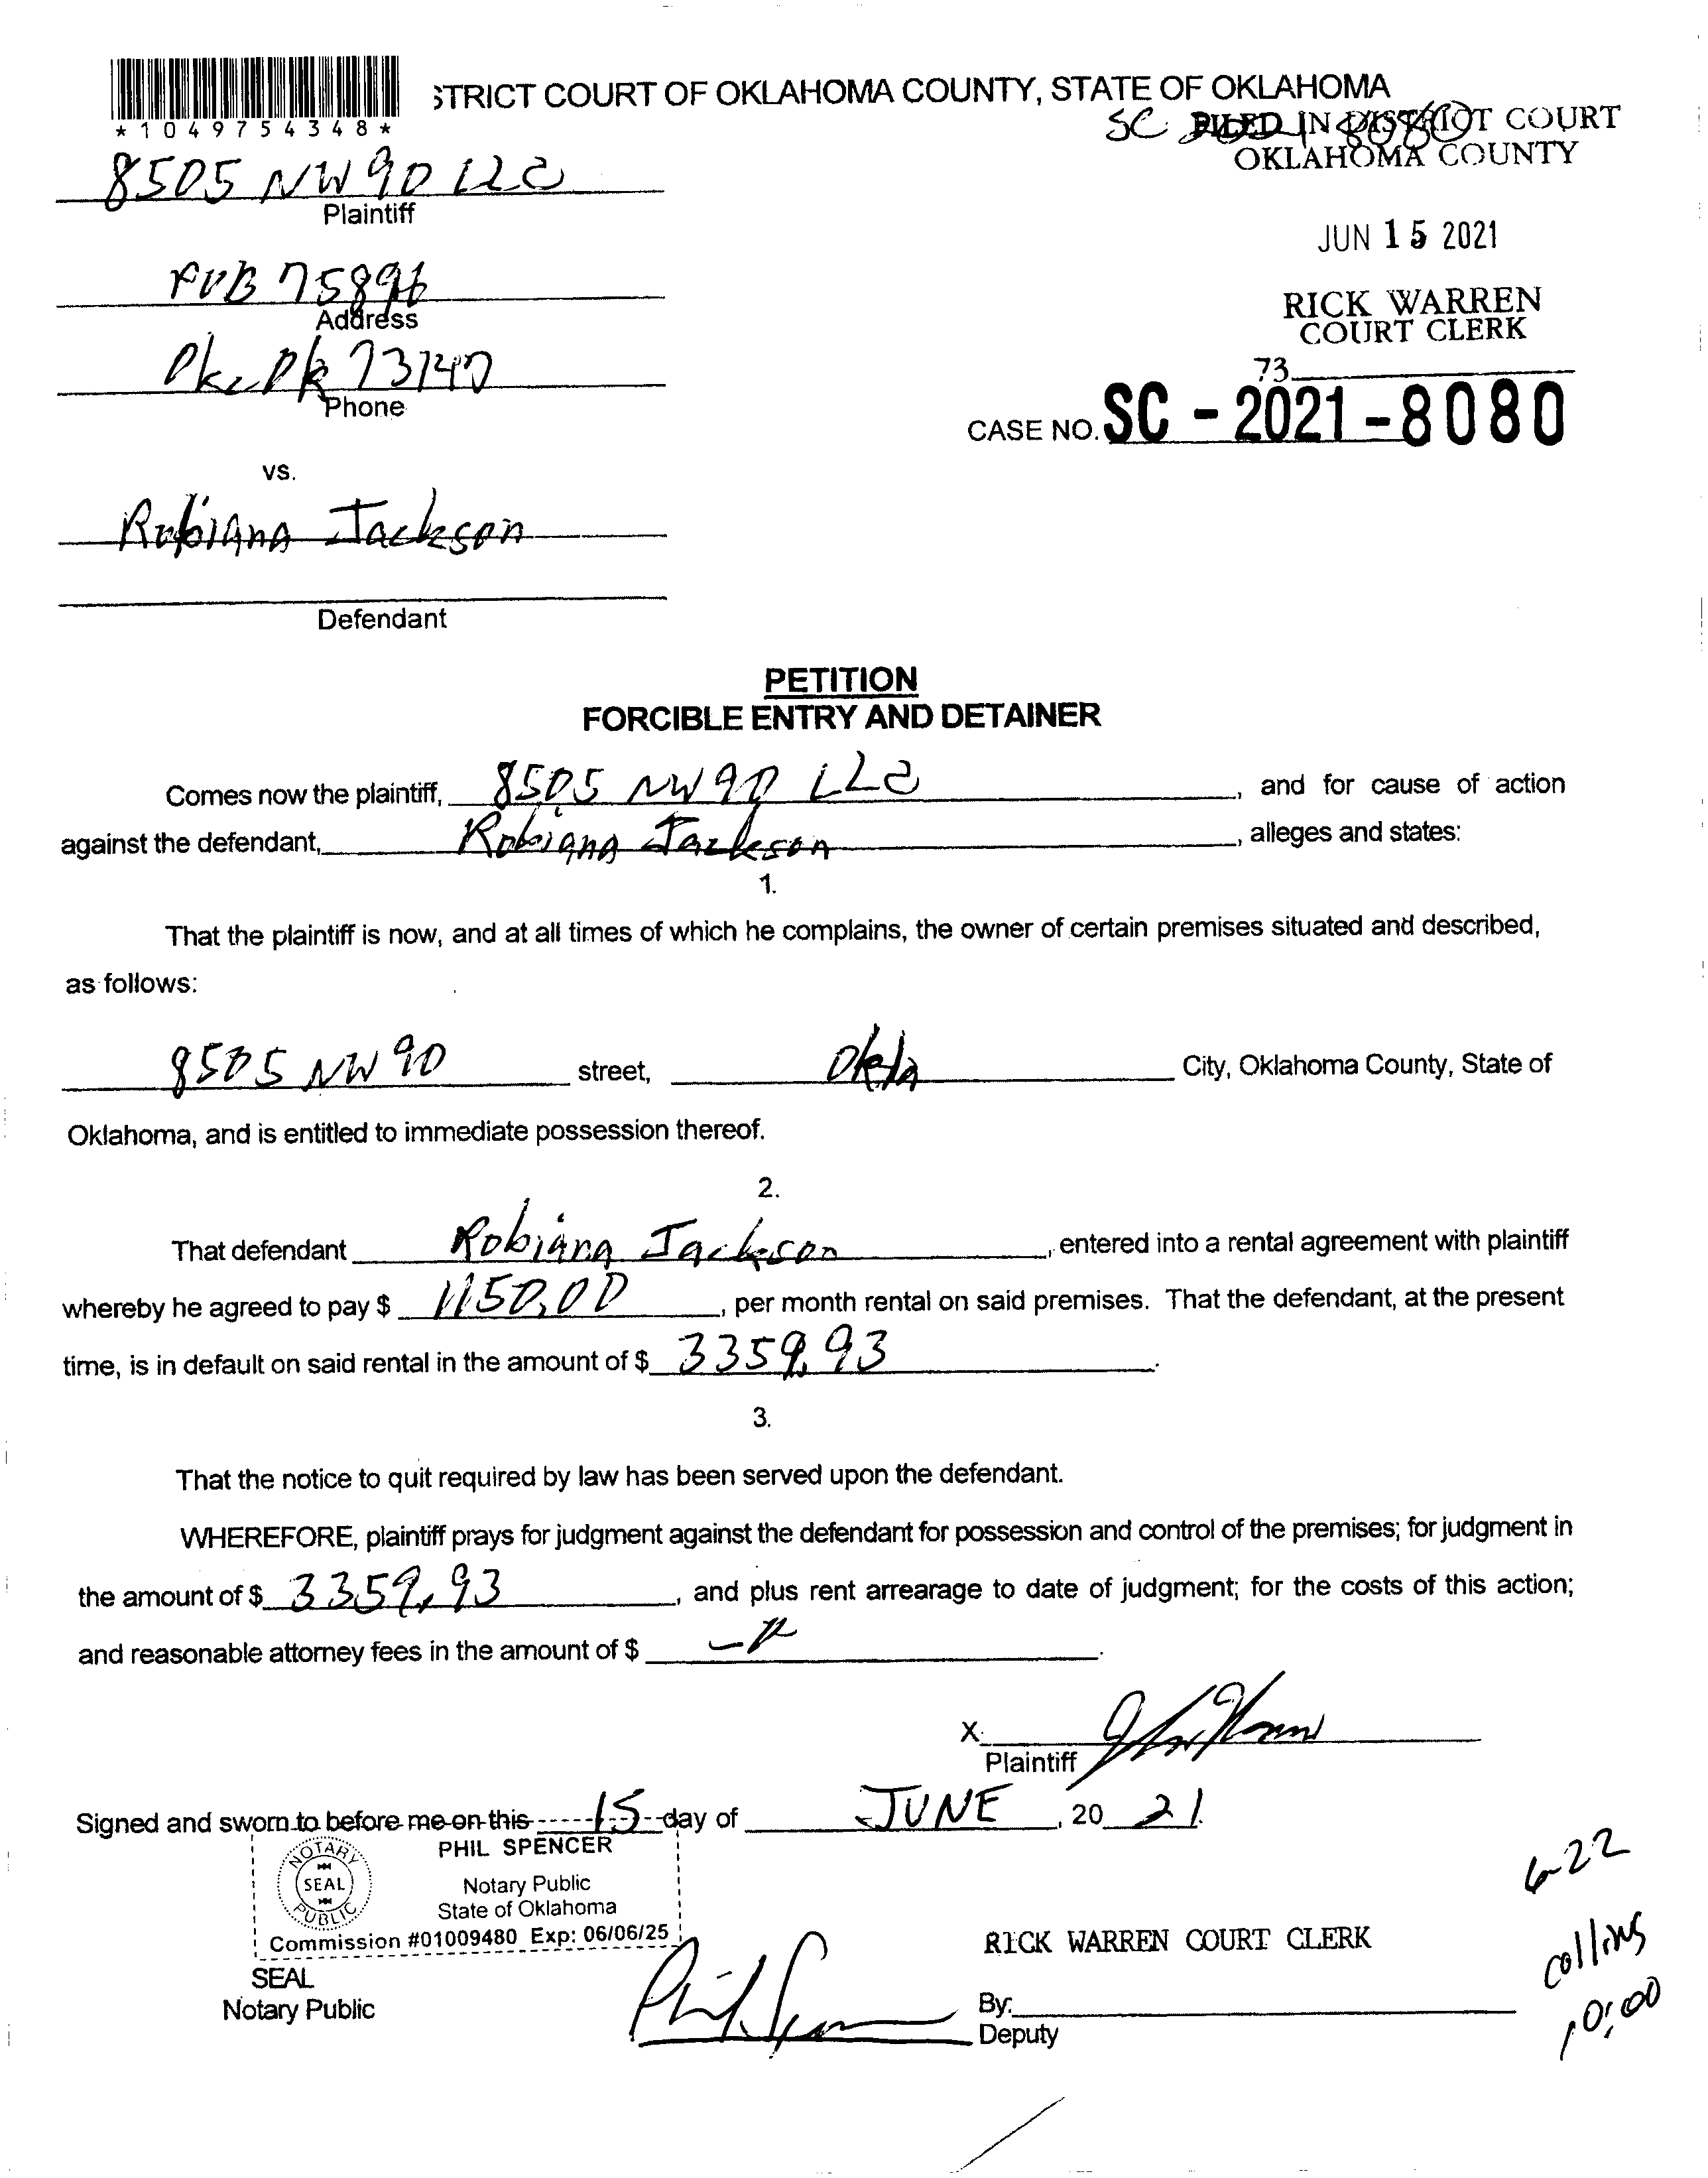 STRICT COURT OF OKLAHOMA COUNTY, STATE OF OKLAHOMA
*1049754348*
SC 2021-8080
FILED IN DISTRICT COURT
OKLAHOMA COUNTY
8505 NW 90 LLC
Plaintiff
JUN 15 2021
POB 75896
Address
RICK WARREN
COURT CLERK
Okc Ok 73147
Phone
73
CASE NO. SC - 2021 - 8080
vs.
Robiana Jackson
Defendant
PETITION
FORCIBLE ENTRY AND DETAINER
Comes now the plaintiff, 8505 NW 90 LLC, and for cause of action
against the defendant, Robiana Jackson, alleges and states:
1.
That the plaintiff is now, and at all times of which he complains, the owner of certain premises situated and described,
as follows:
8505 NW 90 street, Okla City, Oklahoma County, State of
Oklahoma, and is entitled to immediate possession thereof.
2.
That defendant Robiana Jackson, entered into a rental agreement with plaintiff
whereby he agreed to pay $ 1150.00, per month rental on said premises. That the defendant, at the present
time, is in default on said rental in the amount of $ 3359.93.
3.
That the notice to quit required by law has been served upon the defendant.
WHEREFORE, plaintiff prays for judgment against the defendant for possession and control of the premises; for judgment in
the amount of $ 3359.93, and plus rent arrearage to date of judgment; for the costs of this action;
and reasonable attorney fees in the amount of $
X
Plaintiff
Signed and sworn to before me on this 15 day of JUNE, 20 21.
NOTARY PUBLIC
SEAL
PHIL SPENCER
Notary Public
State of Oklahoma
Commission #01009480 Exp: 06/06/25
SEAL
Notary Public
RICK WARREN COURT CLERK
By:
Deputy
6-22
Collins
10:00